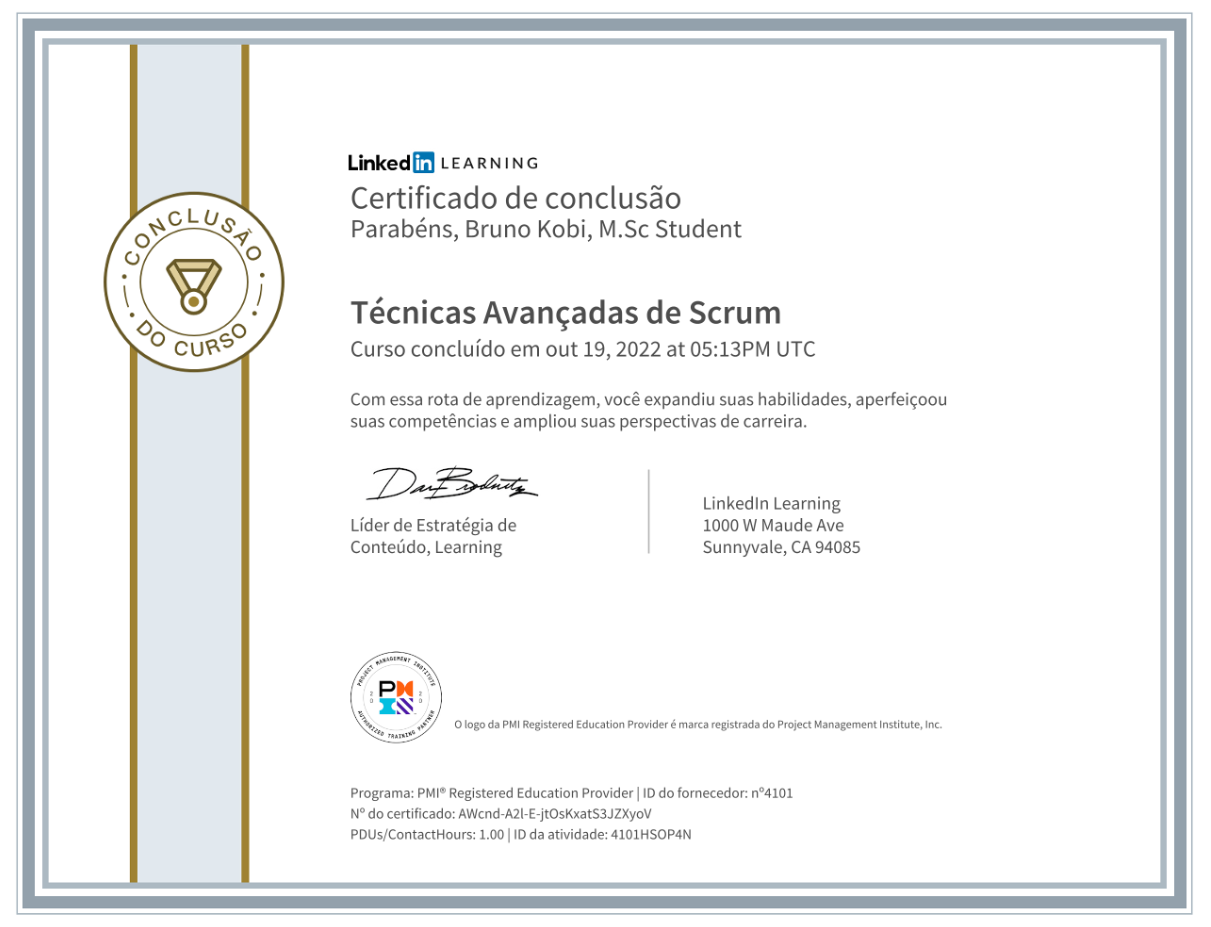 Linked in LEARNING
Certificado de conclusão
Parabéns, Bruno Kobi, M.Sc Student
CONCLUSÃO
DO CURSO
Técnicas Avançadas de Scrum
Curso concluído em out 19, 2022 at 05:13PM UTC
Com essa rota de aprendizagem, você expandiu suas habilidades, aperfeiçoou
suas competências e ampliou suas perspectivas de carreira.
Dan Brodnitz
Líder de Estratégia de
Conteúdo, Learning
LinkedIn Learning
1000 W Maude Ave
Sunnyvale, CA 94085
PROJECT MANAGEMENT INSTITUTE
20 20
PMI
AUTHORIZED TRAINING PARTNER
O logo da PMI Registered Education Provider é marca registrada do Project Management Institute, Inc.
Programa: PMI® Registered Education Provider | ID do fornecedor: nº4101
Nº do certificado: AWcnd-A2l-E-jtOsKxatS3JZXyoV
PDUs/ContactHours: 1.00 | ID da atividade: 4101HSOP4N